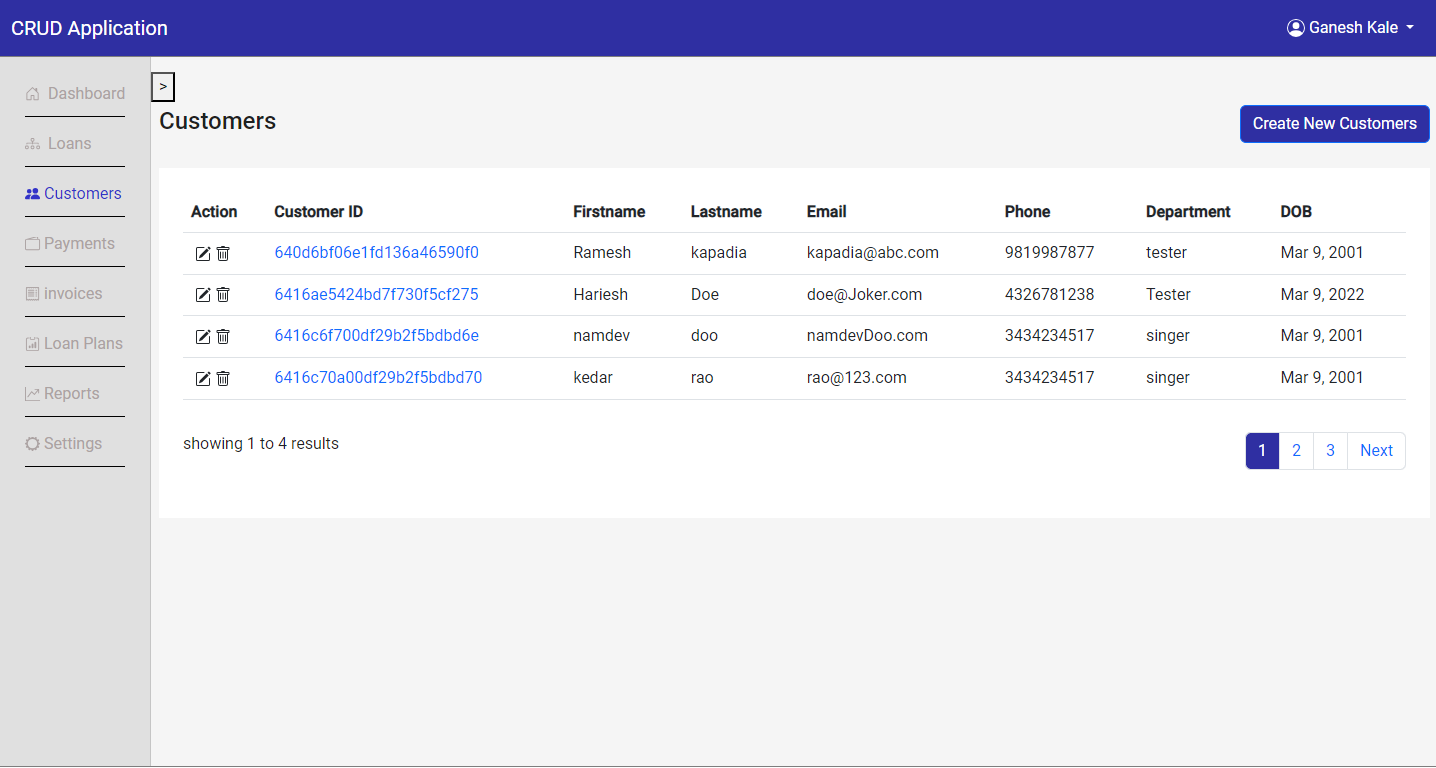 CRUD Application Ganesh Kale
>
Dashboard
Loans
Customers
Payments
invoices
Loan Plans
Reports
Settings
Customers Create New Customers
Action Customer ID Firstname Lastname Email Phone Department DOB
640d6bf06e1fd136a46590f0 Ramesh kapadia kapadia@abc.com 9819987877 tester Mar 9, 2001
6416ae5424bd7f730f5cf275 Hariesh Doe doe@Joker.com 4326781238 Tester Mar 9, 2022
6416c6f700df29b2f5bdbd6e namdev doo namdevDoo.com 3434234517 singer Mar 9, 2001
6416c70a00df29b2f5bdbd70 kedar rao rao@123.com 3434234517 singer Mar 9, 2001
showing 1 to 4 results 1 2 3 Next